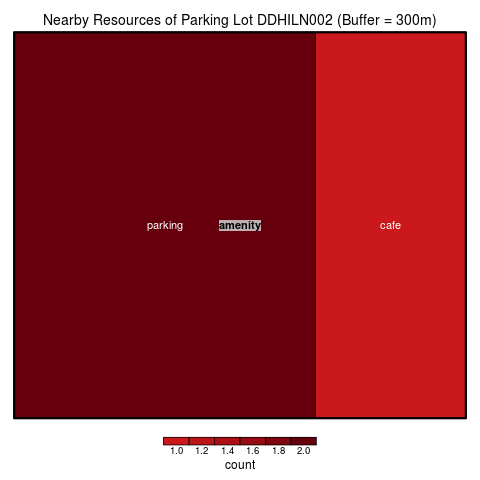 Nearby Resources of Parking Lot DDHILN002 (Buffer = 300m)
parking amenity cafe
1.0 1.2 1.4 1.6 1.8 2.0
count